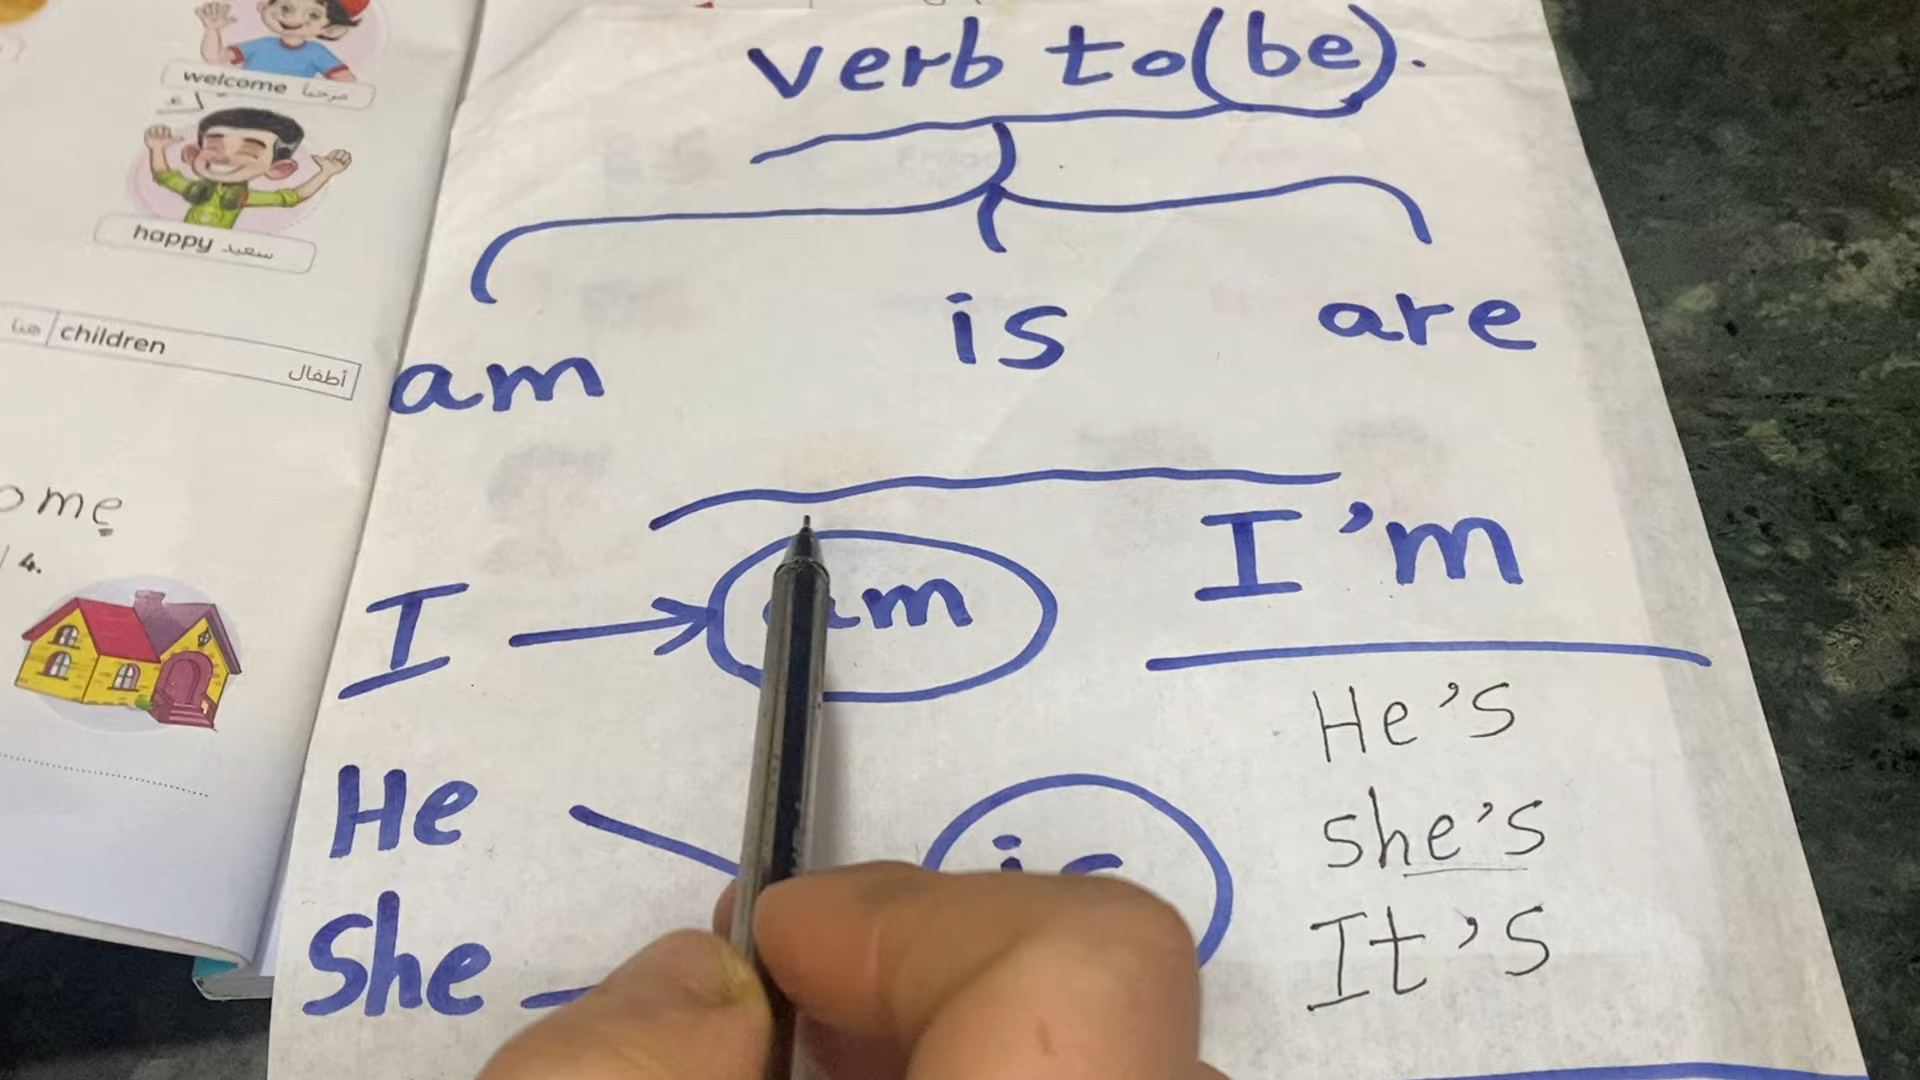 welcome مرحبا
happy سعيد
children
أطفال
ome
4.
verb to (be).
am is are
I am I'm
He
She
is
He's
she's
It's